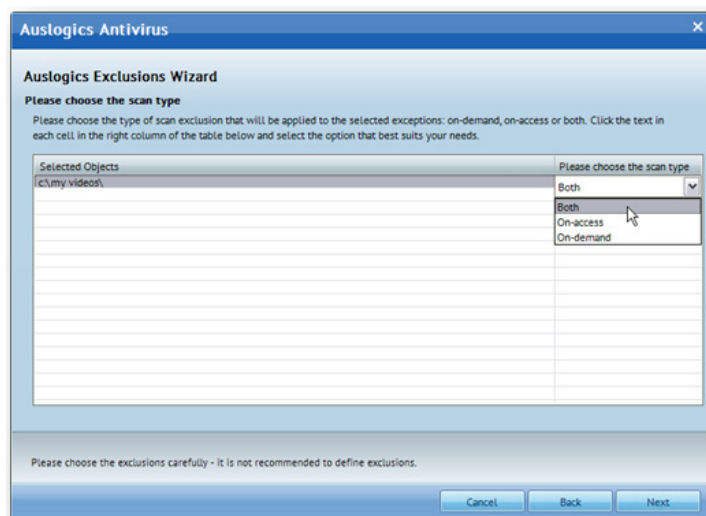 Auslogics Antivirus
Auslogics Exclusions Wizard
Please choose the scan type
Please choose the type of scan exclusion that will be applied to the selected exceptions: on-demand, on-access or both. Click the text in
each cell in the right column of the table below and select the option that best suits your needs.
Selected Objects Please choose the scan type
c:\my videos\ Both
Both
On-access
On-demand
Please choose the exclusions carefully - it is not recommended to define exclusions.
Cancel Back Next